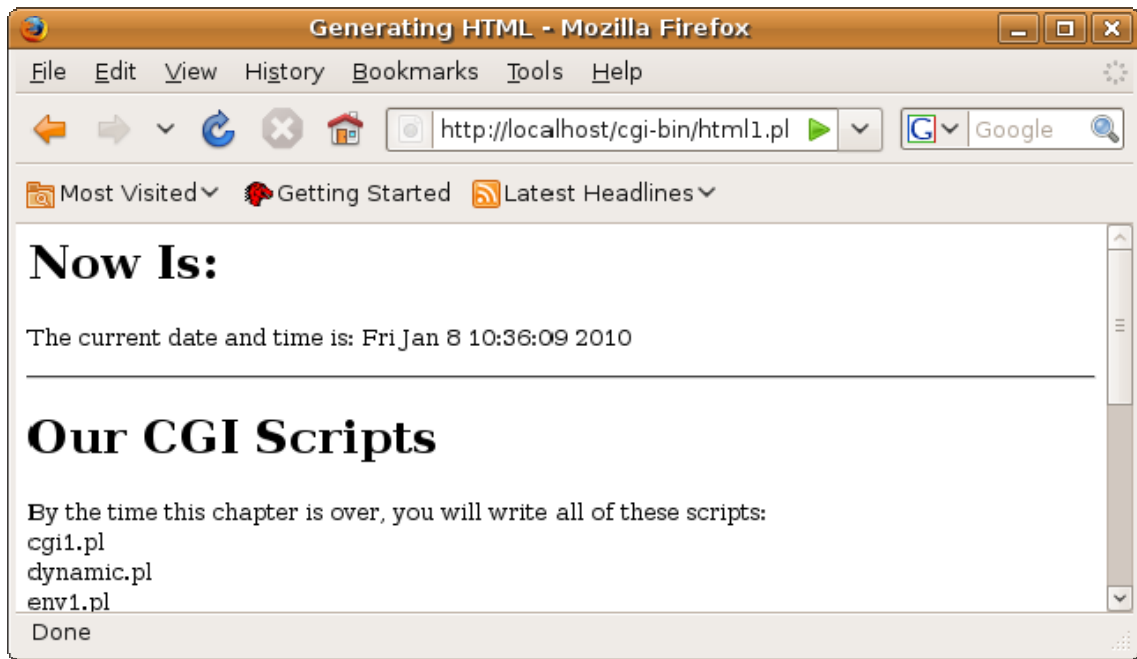 Generating HTML - Mozilla Firefox
File Edit View History Bookmarks Tools Help
http://localhost/cgi-bin/html1.pl G Google
Most Visited Getting Started Latest Headlines
Now Is:
The current date and time is: Fri Jan 8 10:36:09 2010
Our CGI Scripts
By the time this chapter is over, you will write all of these scripts:
cgi1.pl
dynamic.pl
env1.pl
Done